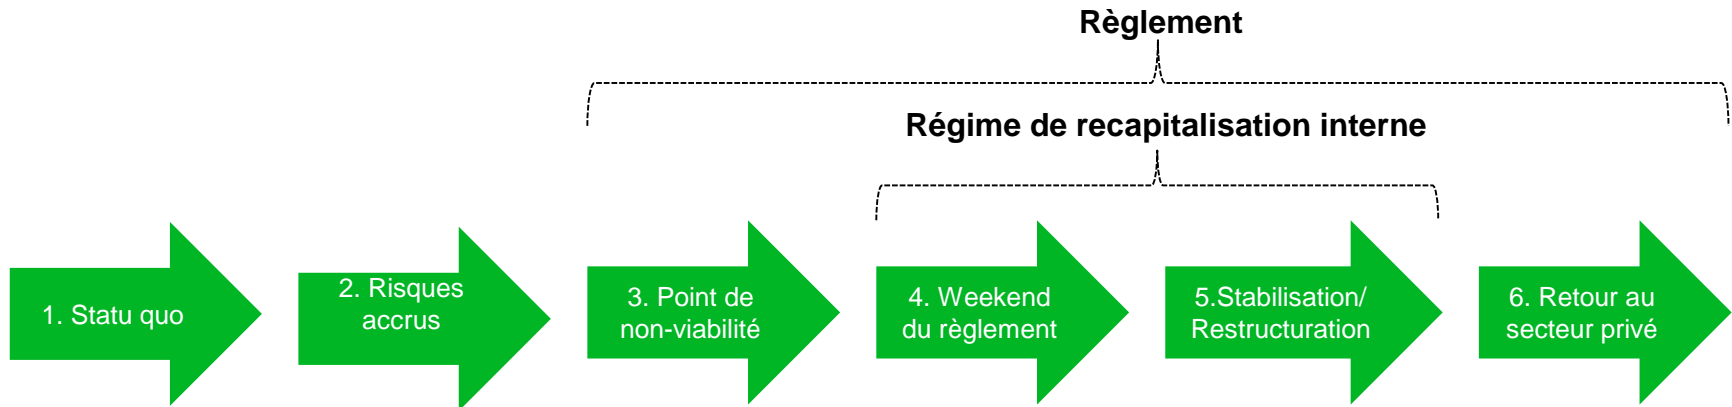 Règlement
Régime de recapitalisation interne
1. Statu quo
2. Risques
accrus
3. Point de
non-viabilité
4. Weekend
du règlement
5.Stabilisation/
Restructuration
6. Retour au
secteur privé